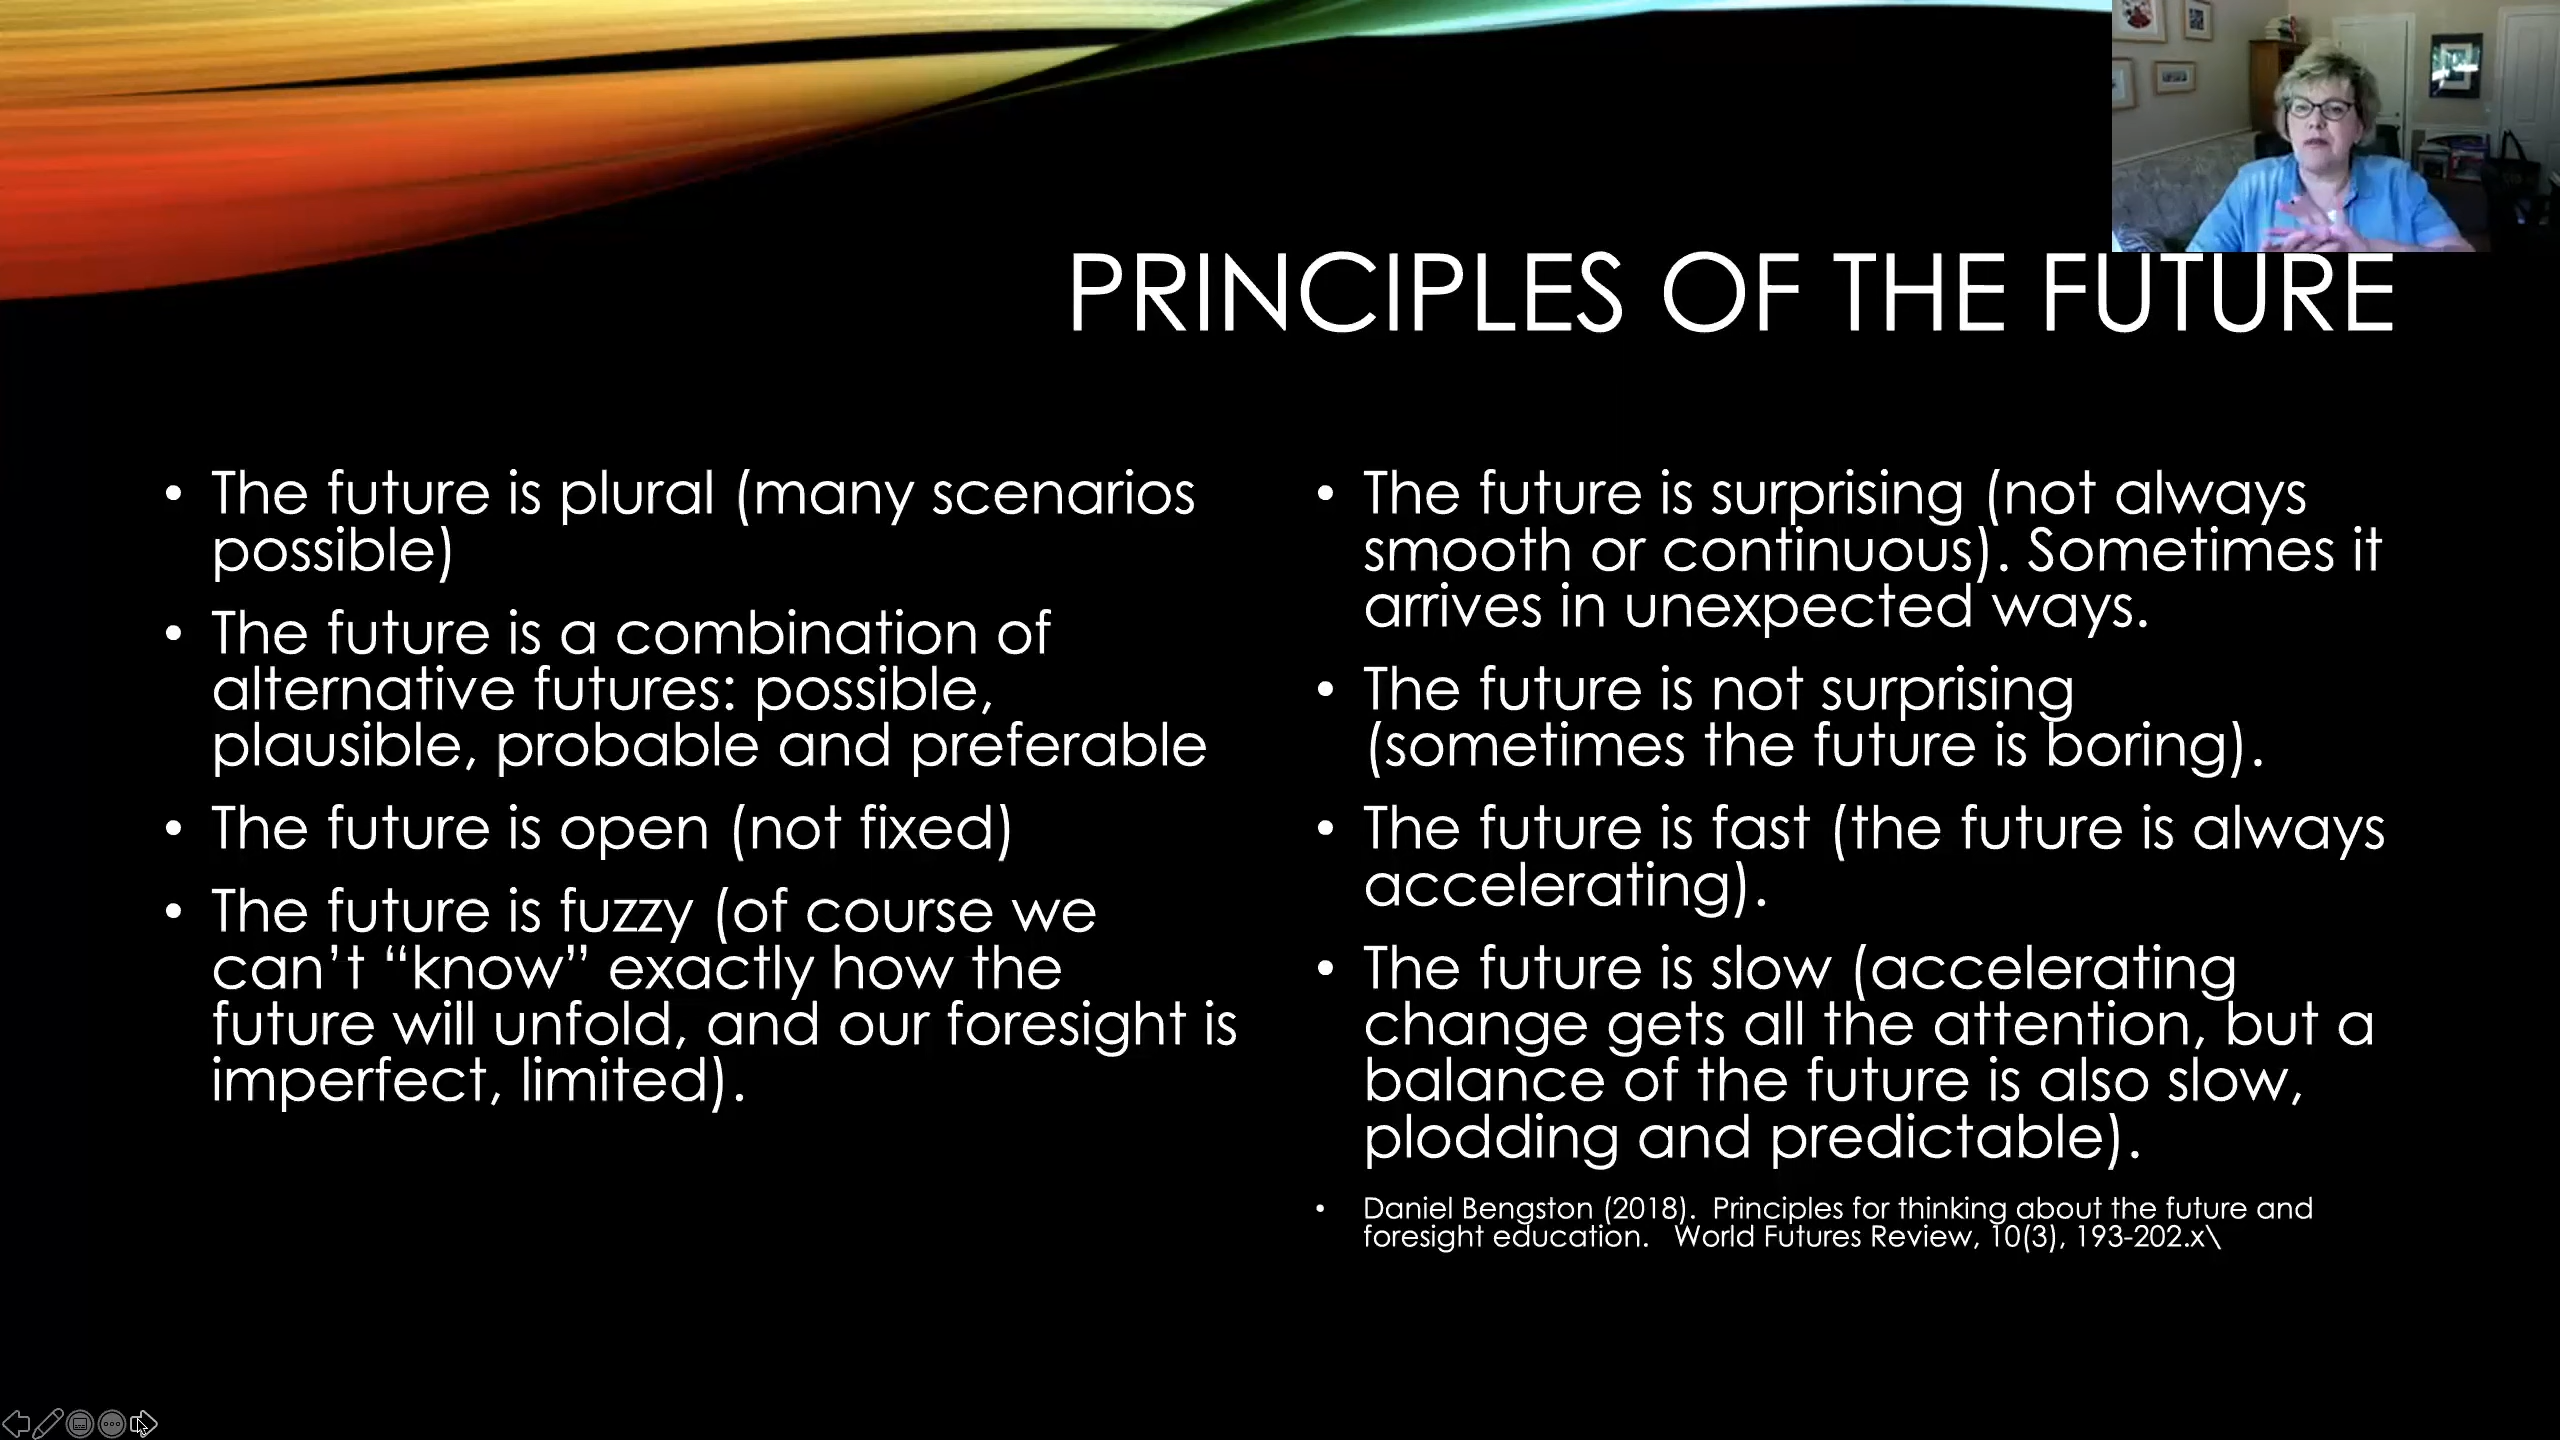 PRINCIPLES OF THE FUTURE
• The future is plural (many scenarios
possible)
• The future is a combination of
alternative futures: possible,
plausible, probable and preferable
• The future is open (not fixed)
• The future is fuzzy (of course we
can’t “know” exactly how the
future will unfold, and our foresight is
imperfect, limited).
• The future is surprising (not always
smooth or continuous). Sometimes it
arrives in unexpected ways.
• The future is not surprising
(sometimes the future is boring).
• The future is fast (the future is always
accelerating).
• The future is slow (accelerating
change gets all the attention, but a
balance of the future is also slow,
plodding and predictable).
• Daniel Bengston (2018). Principles for thinking about the future and
foresight education. World Futures Review, 10(3), 193-202.x\